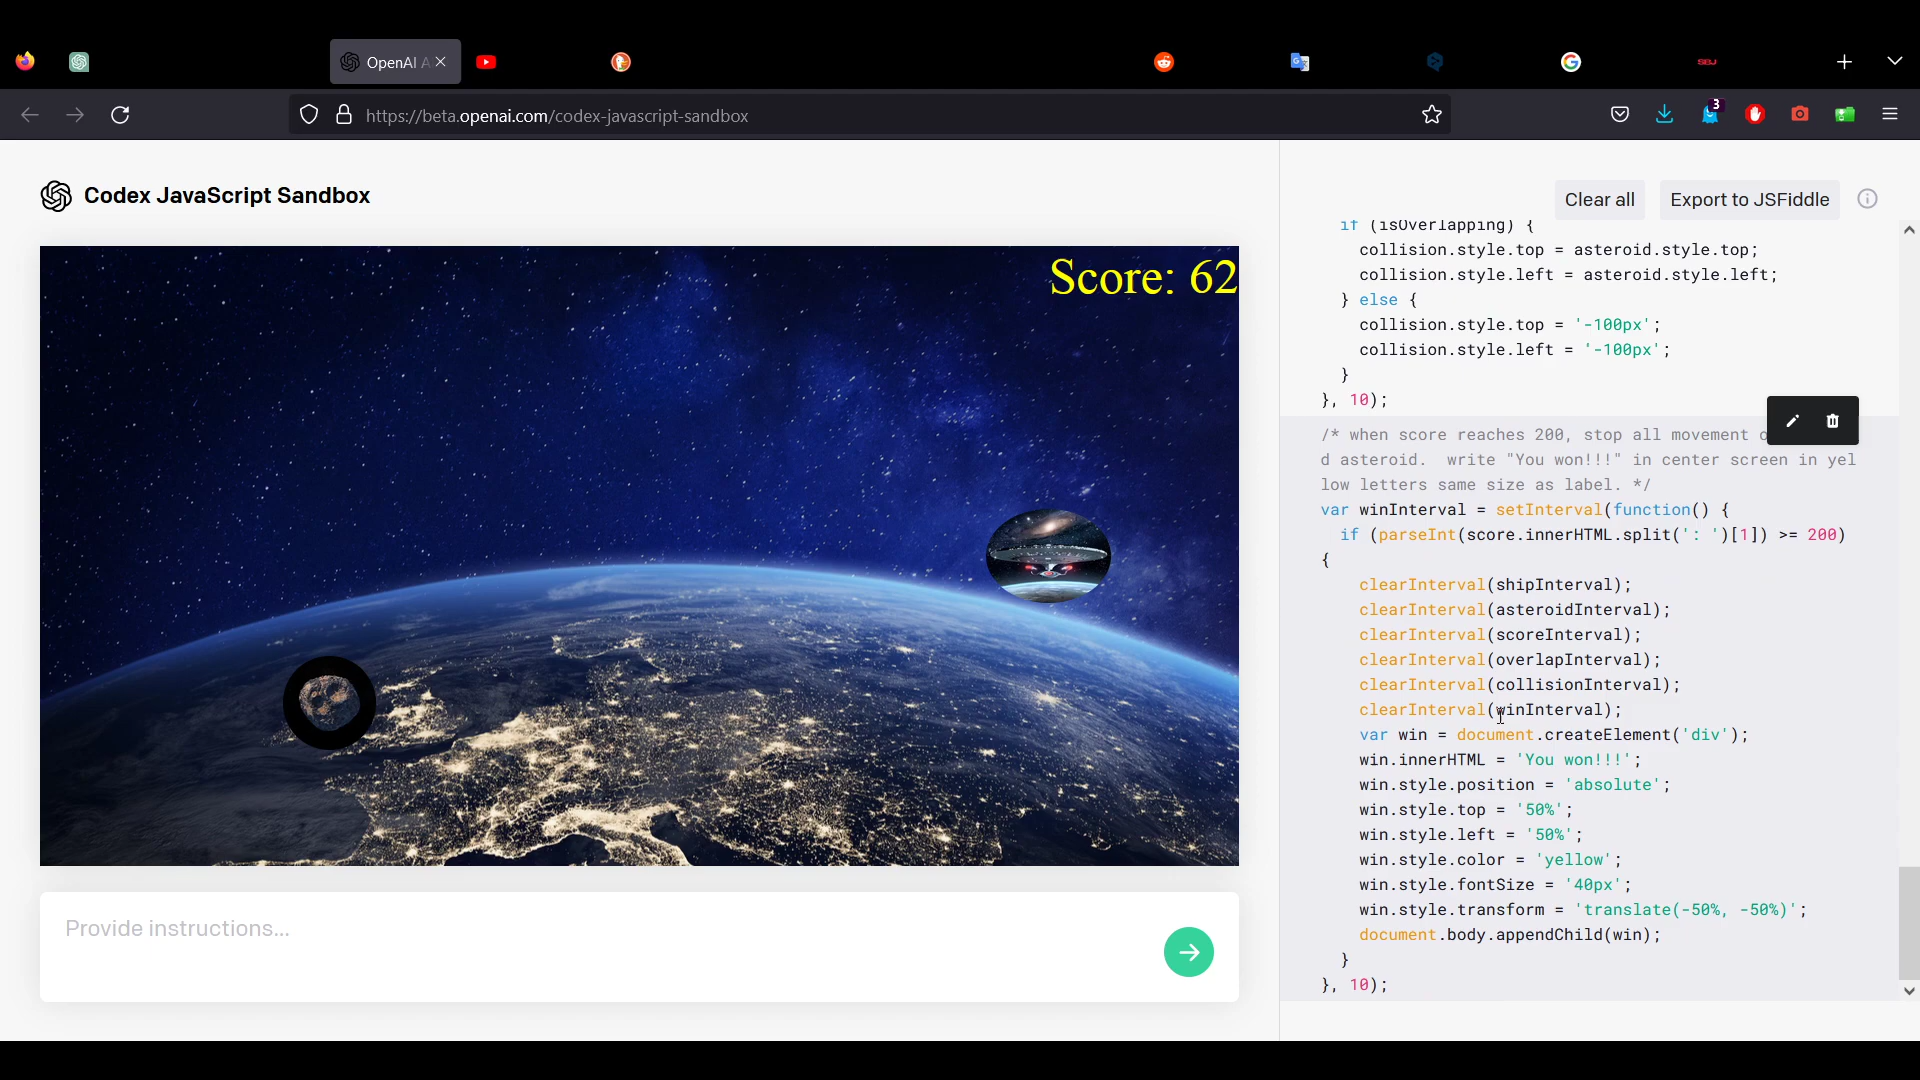 OpenAI A
SBJ
https://beta.openai.com/codex-javascript-sandbox
3
Codex JavaScript Sandbox
Clear all
Export to JSFiddle
Score: 62
Provide instructions...
if (isOverlapping) {
collision.style.top = asteroid.style.top;
collision.style.left = asteroid.style.left;
} else {
collision.style.top = '-100px';
collision.style.left = '-100px';
}
}, 10);
/* when score reaches 200, stop all movement
d asteroid.  write "You won!!!" in center screen in yel
low letters same size as label. */
var winInterval = setInterval(function() {
if (parseInt(score.innerHTML.split(': ')[1]) >= 200)
{
clearInterval(shipInterval);
clearInterval(asteroidInterval);
clearInterval(scoreInterval);
clearInterval(overlapInterval);
clearInterval(collisionInterval);
clearInterval(winInterval);
var win = document.createElement('div');
win.innerHTML = 'You won!!!';
win.style.position = 'absolute';
win.style.top = '50%';
win.style.left = '50%';
win.style.color = 'yellow';
win.style.fontSize = '40px';
win.style.transform = 'translate(-50%, -50%)';
document.body.appendChild(win);
}
}, 10);